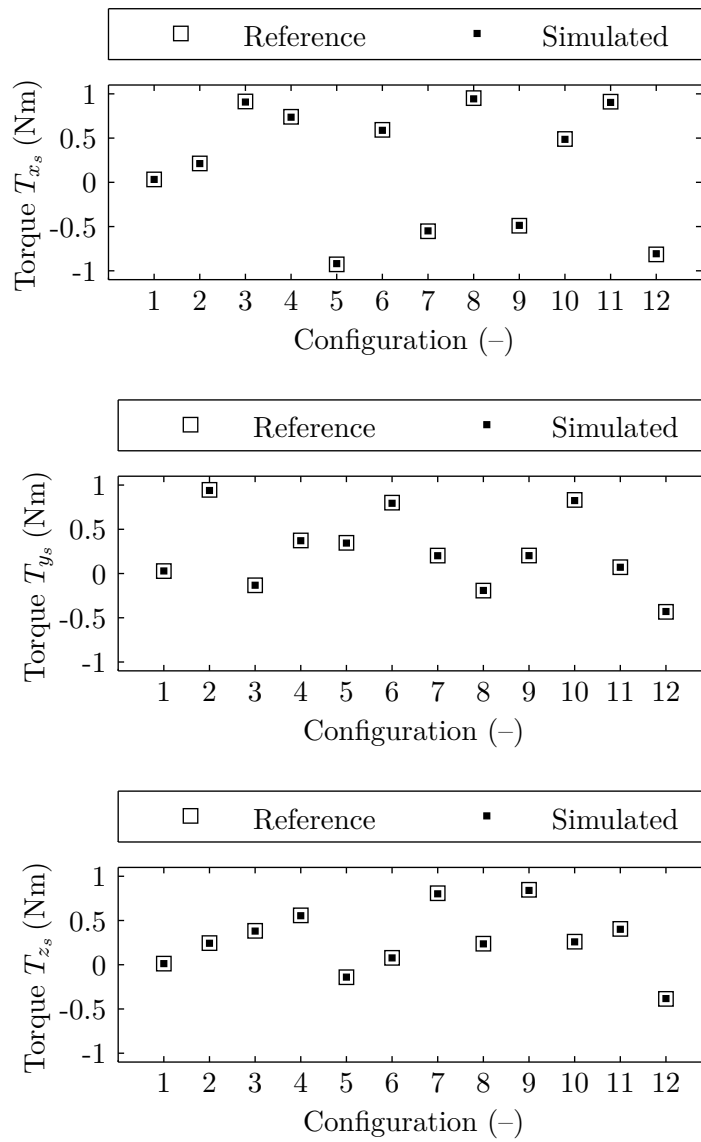 Reference Simulated
Torque T_{x_s} (Nm)
1
0.5
0
-0.5
-1
1 2 3 4 5 6 7 8 9 10 11 12
Configuration (–)
Reference Simulated
Torque T_{y_s} (Nm)
1
0.5
0
-0.5
-1
1 2 3 4 5 6 7 8 9 10 11 12
Configuration (–)
Reference Simulated
Torque T_{z_s} (Nm)
1
0.5
0
-0.5
-1
1 2 3 4 5 6 7 8 9 10 11 12
Configuration (–)